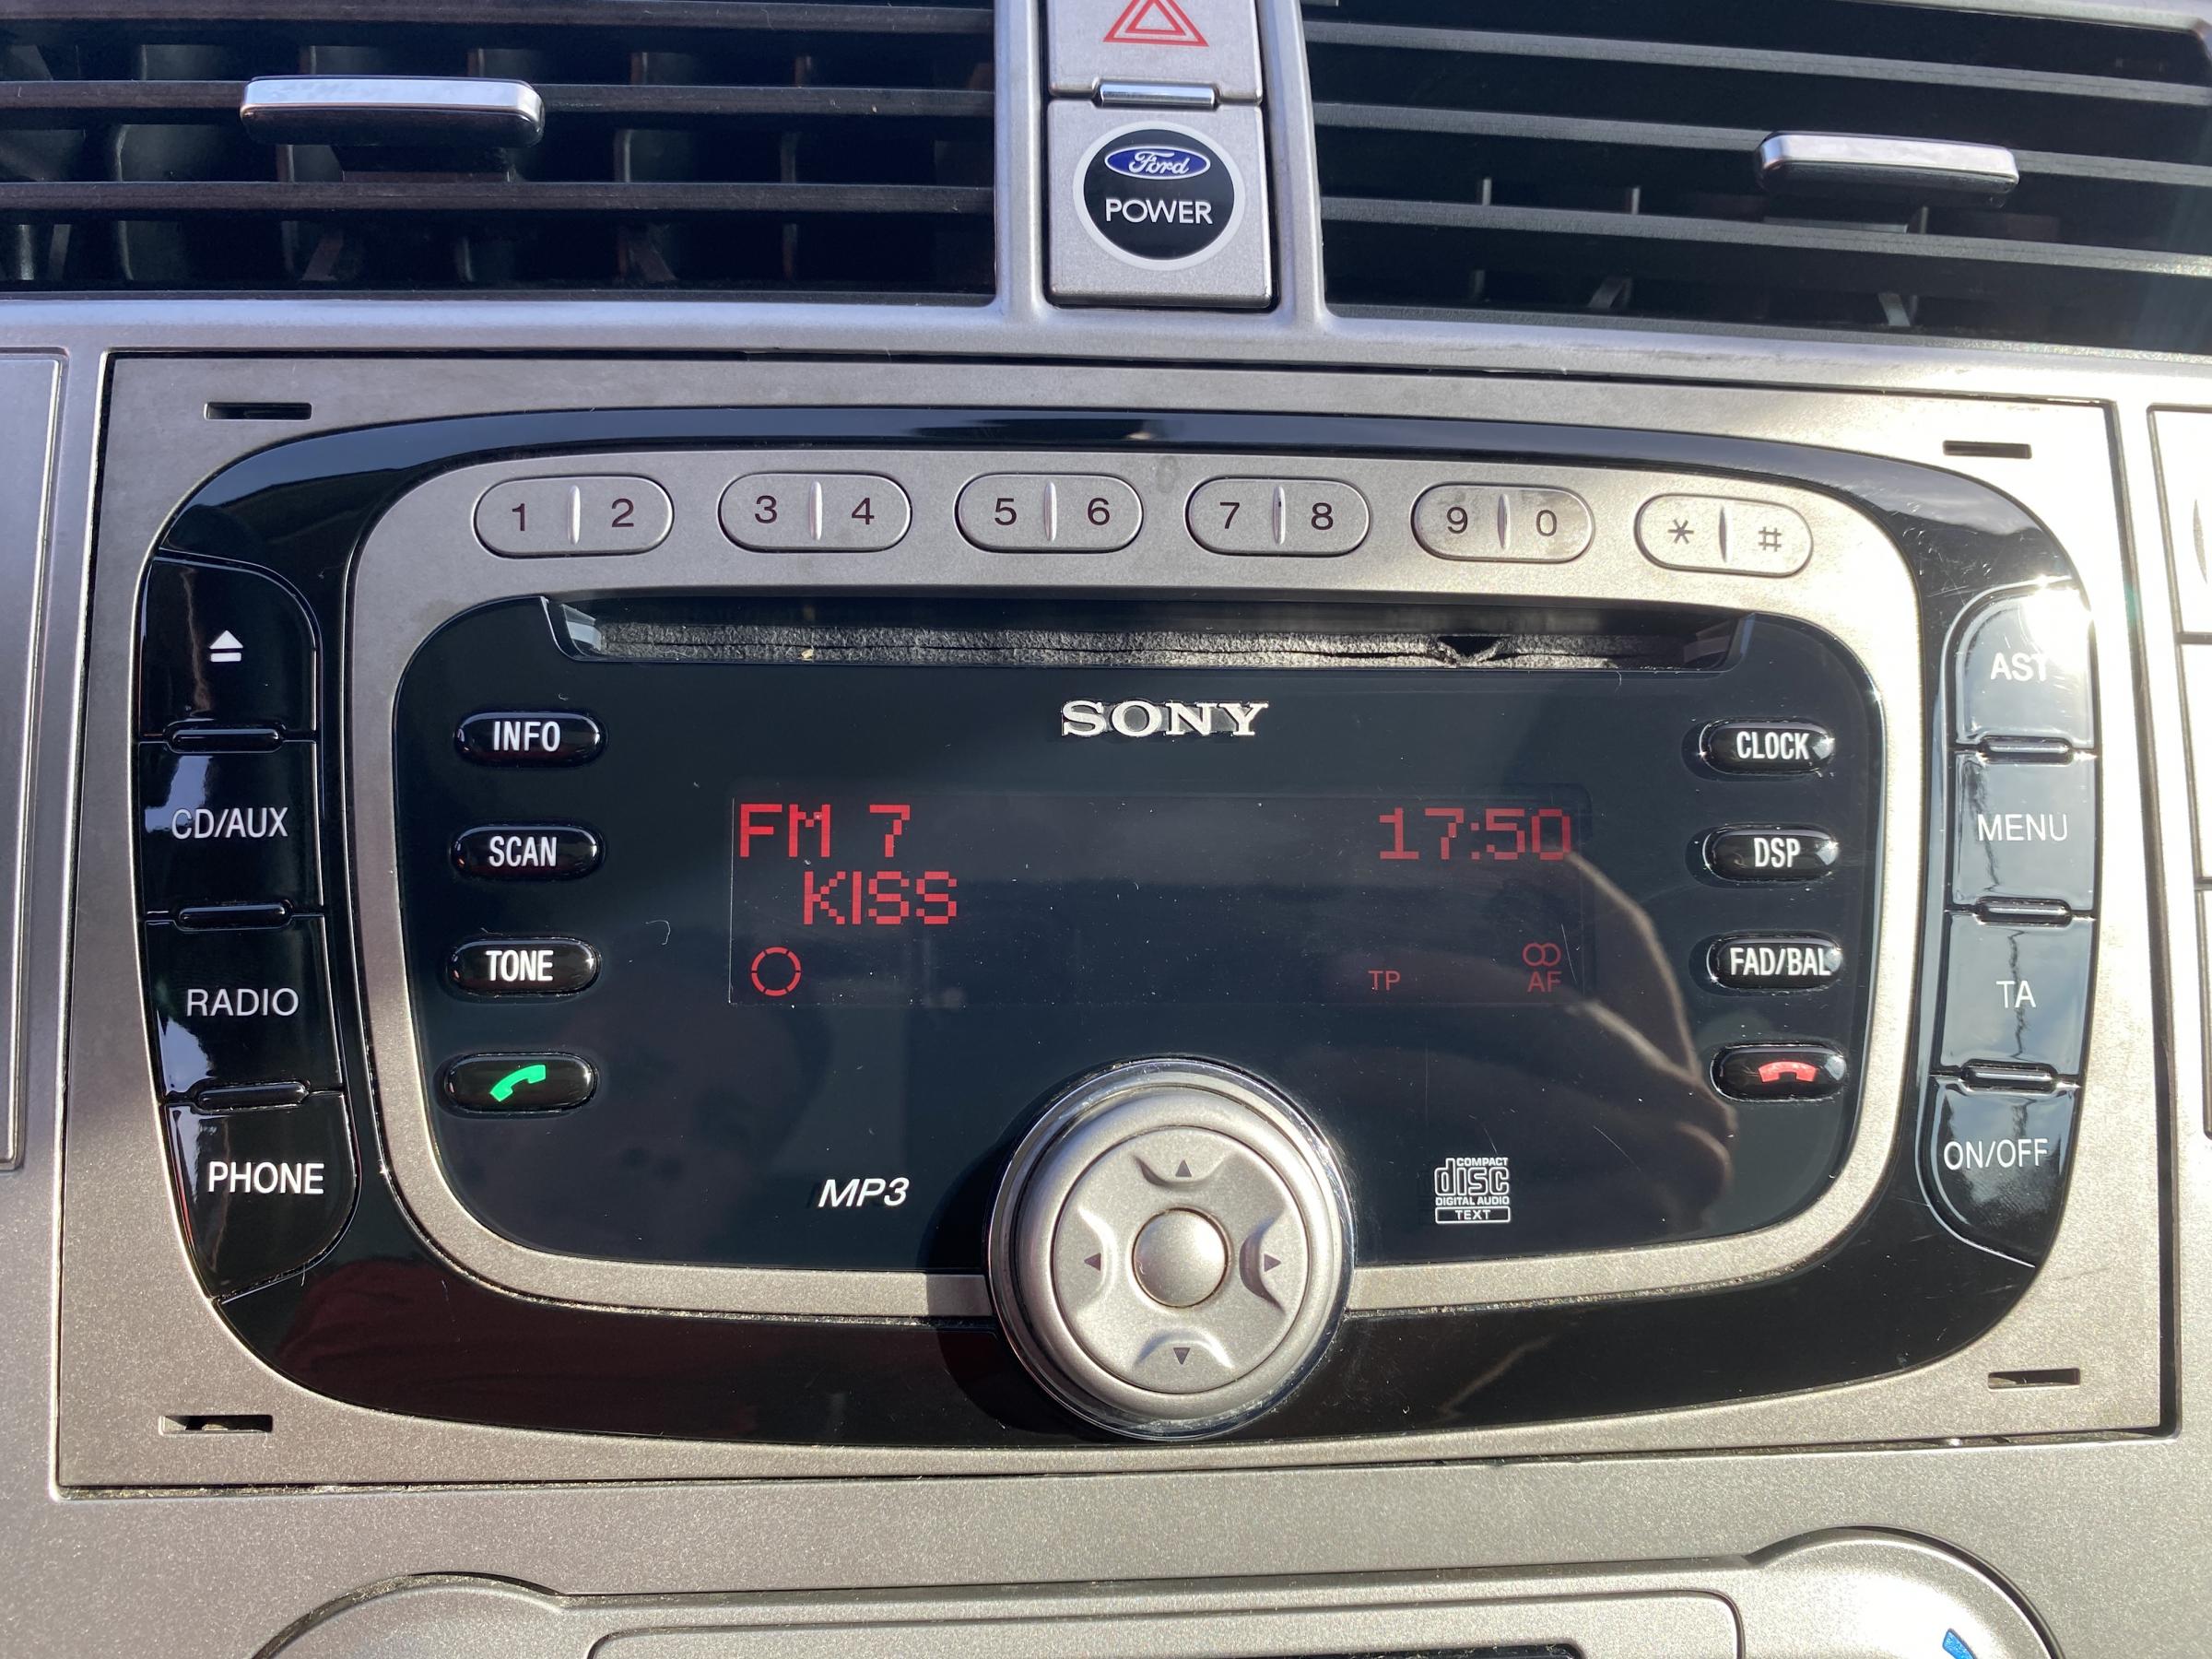 Ford
POWER
1 2 3 4 5 6 7 8 9 0 * #
SONY
INFO
CLOCK
AST
CD/AUX
SCAN
FM 7 17:50
KISS
DSP
MENU
RADIO
TONE
TP
AF
FAD/BAL
TA
PHONE
MP3
COMPACT
disc
DIGITAL AUDIO
TEXT
ON/OFF